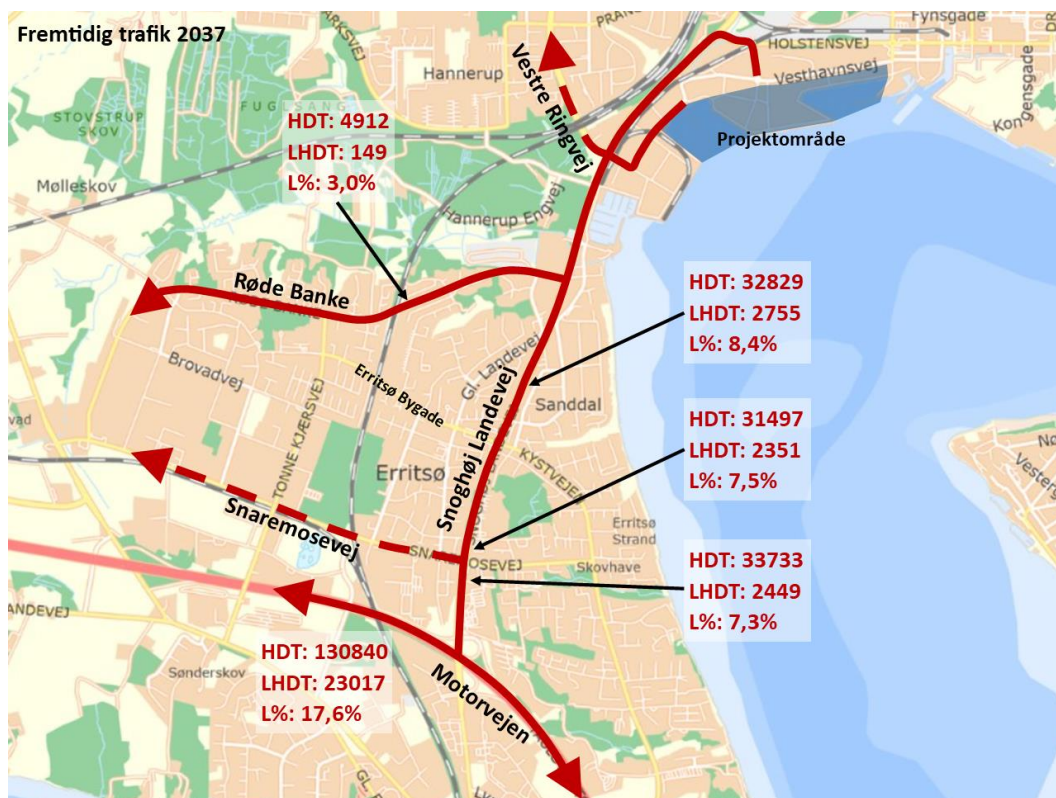 Fremtidig trafik 2037
PARKSVEJ
Fynsgade
Hannerup
HOLSTENSVEJ
Vesthavnsvej
Kongensgade
FUGLSANG
STOVSTRUP
SKOV
Vestre Ringvej
Projektområde
HDT: 4912
LHDT: 149
L%: 3,0%
Mølleskov
Hannerup Engvej
Røde Banke
HDT: 32829
LHDT: 2755
L%: 8,4%
Brovadvej
Erritsø Bygade
Gl. Landevej
Sanddal
HDT: 31497
LHDT: 2351
L%: 7,5%
TONNE KJÆRSVEJ
Erritsø
Snoghøj Landevej
KYSTVEJEN
Snaremosevej
Erritsø
Strand
Skovhave
HDT: 33733
LHDT: 2449
L%: 7,3%
ANDEVEJ
HDT: 130840
LHDT: 23017
L%: 17,6%
Sønderskov
Motorvejen